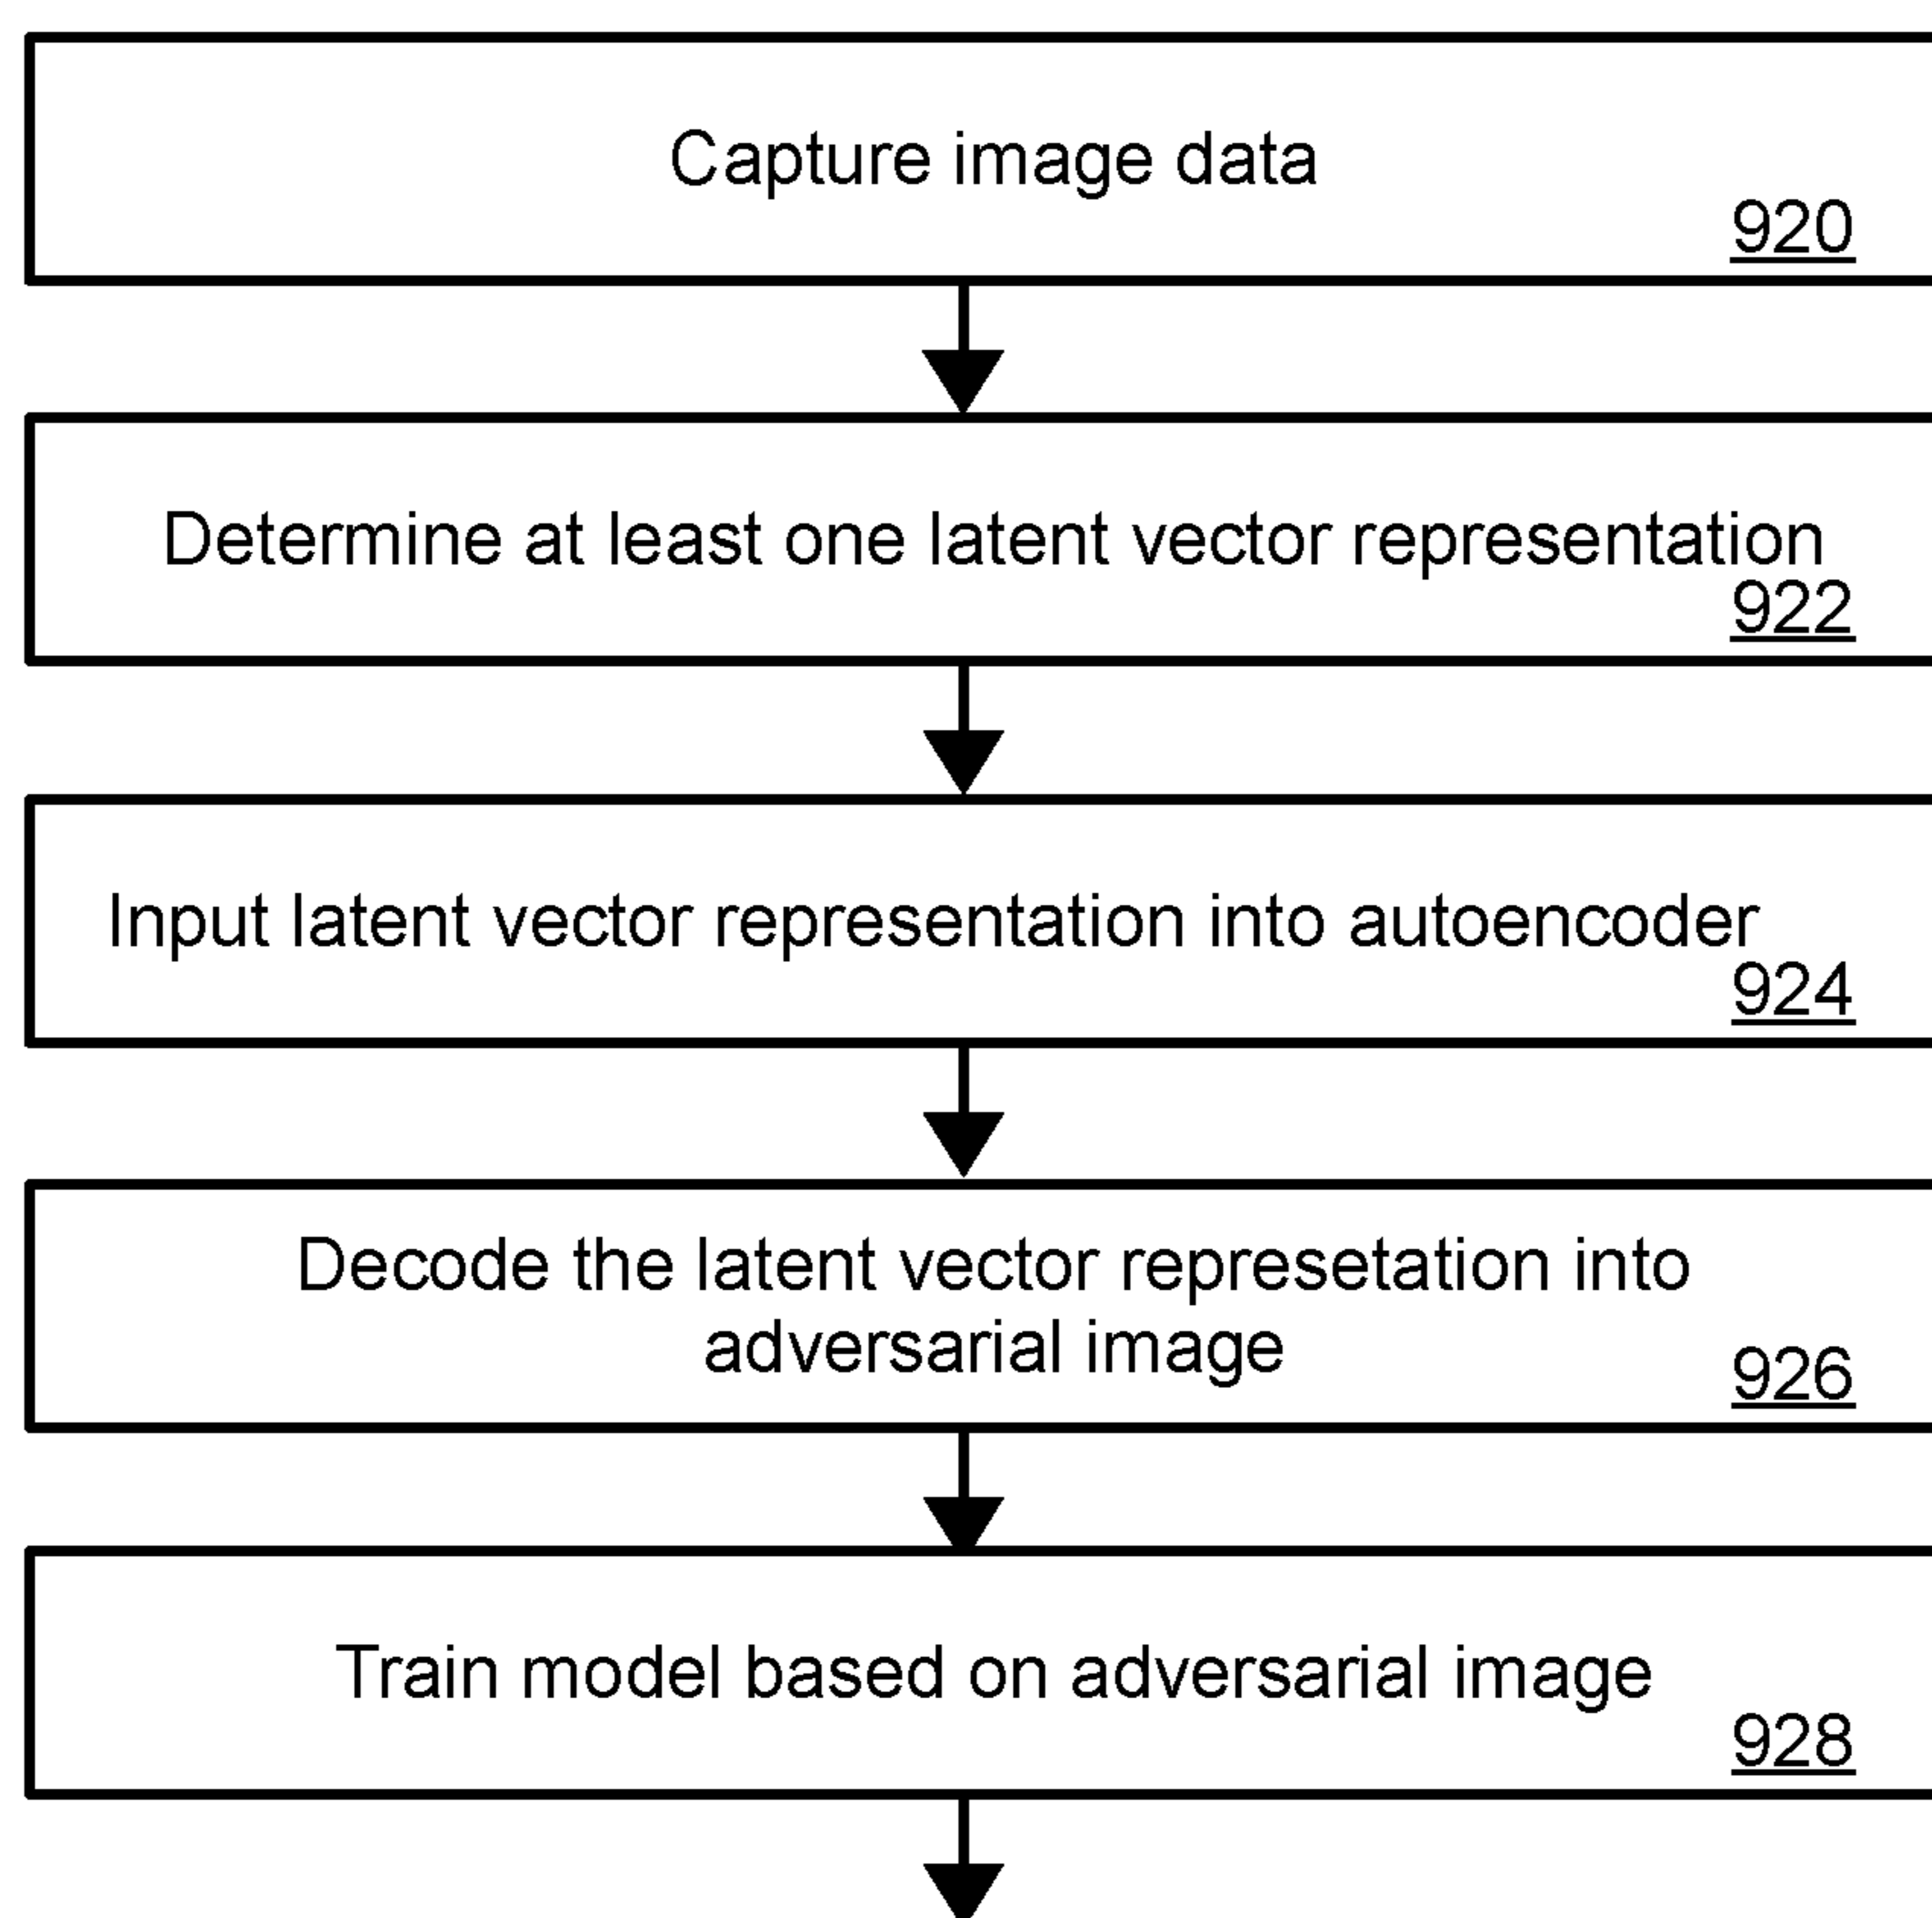 Capture image data
920
Determine at least one latent vector representation
922
Input latent vector representation into autoencoder
924
Decode the latent vector represetation into
adversarial image
926
Train model based on adversarial image
928